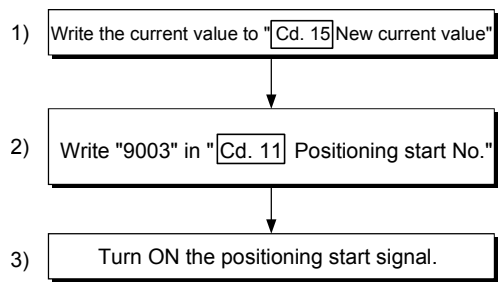 1) Write the current value to "Cd. 15 New current value"
2) Write "9003" in "Cd. 11 Positioning start No."
3) Turn ON the positioning start signal.